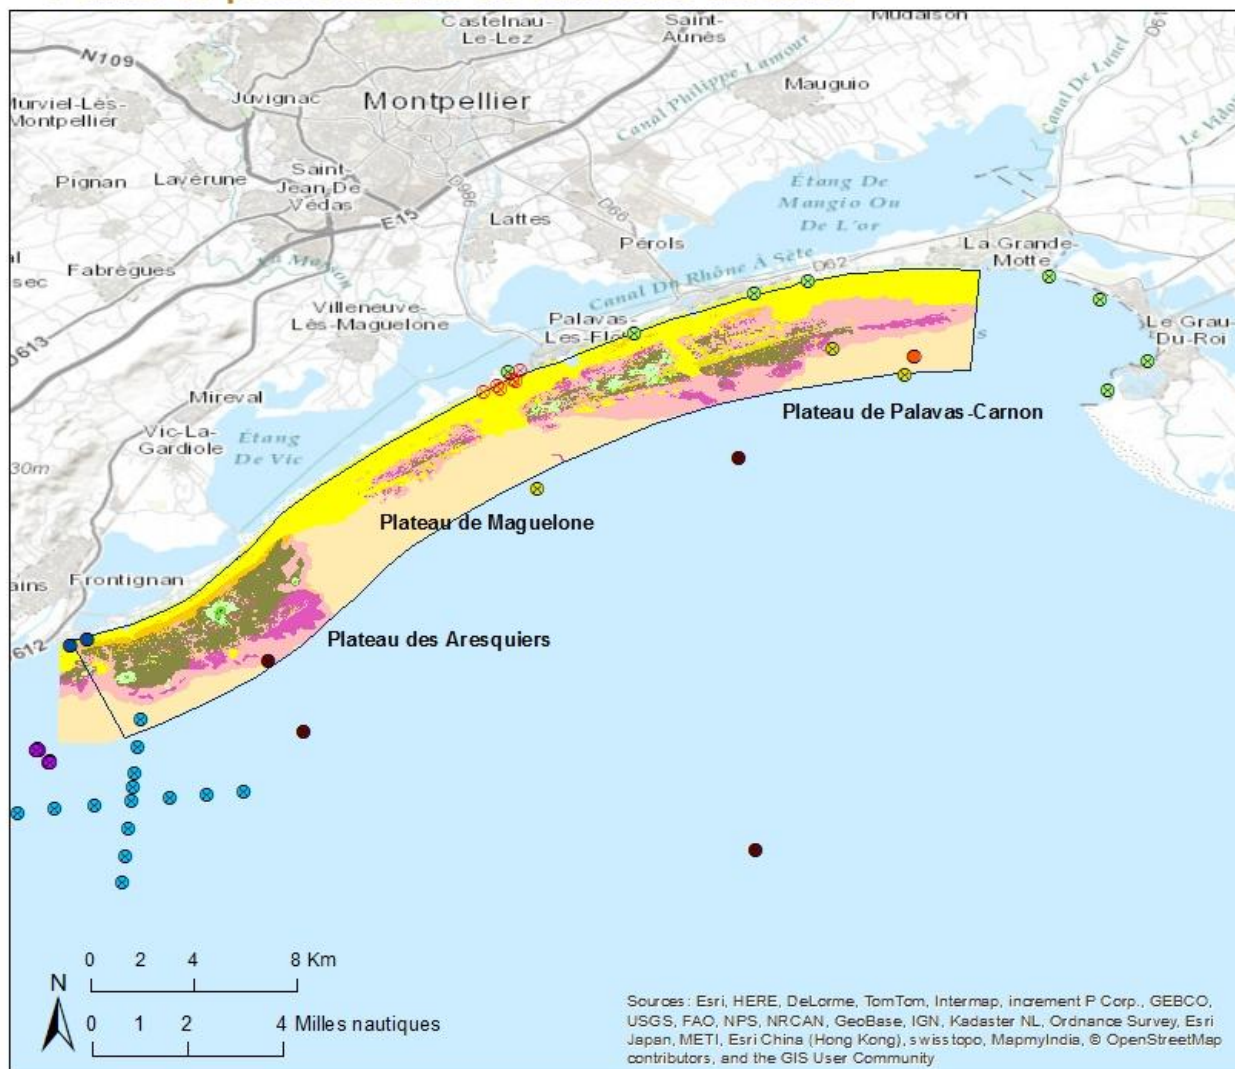 Castelnau-
Le-Lez
Saint-
Aunès
Mudaison
N109
D61
Juvignac
Montpellier
Canal Philippe Lamour
Mauguio
Canal De Lunel
Murviel-Lès-
Montpellier
Pignan
Lavérune
Saint-
Jean De
Védas
D986
E15
D66
Étang De
Mangio Ou
De L'or
Lattes
Pérols
La Grande-
Motte
D62
Fabrègues
La Mosson
Canal Du Rhône À Sète
Villeneuve-
Lès-Maguelone
Palavas-
Les-Flo
Le Grau-
Du-Roi
D613
Mireval
Plateau de Palavas-Carnon
Vic-La-
Gardiole
Étang
De Vic
30m
Plateau de Maguelone
Frontignan
Plateau des Aresquiers
D612
0 2 4 8 Km
N
0 1 2 4 Milles nautiques
Sources: Esri, HERE, DeLorme, TomTom, Intermap, increment P Corp., GEBCO,
USGS, FAO, NPS, NRCAN, GeoBase, IGN, Kadaster NL, Ordnance Survey, Esri
Japan, METI, Esri China (Hong Kong), swisstopo, MapmyIndia, © OpenStreetMap
contributors, and the GIS User Community